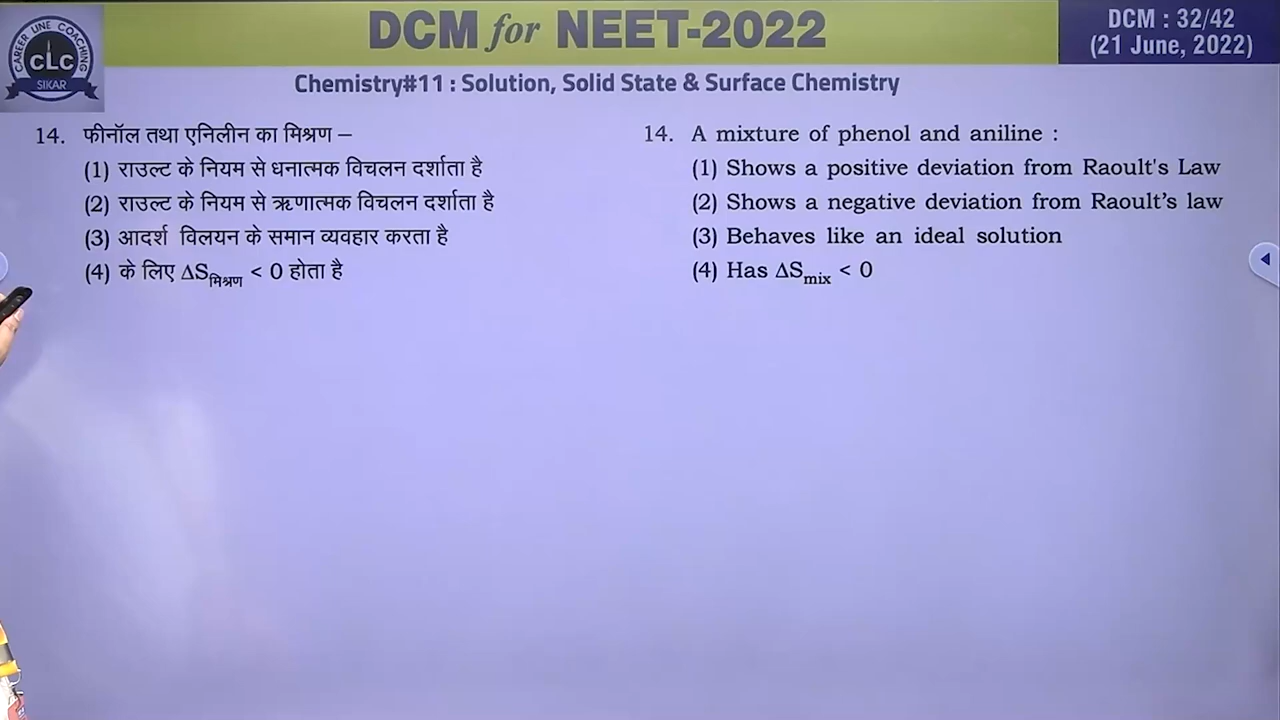 CAREER LINE COACHING
CLC
SIKAR
DCM for NEET-2022
DCM : 32/42
(21 June, 2022)
Chemistry#11 : Solution, Solid State & Surface Chemistry
14. फीनॉल तथा एनिलीन का मिश्रण –
(1) राउल्ट के नियम से धनात्मक विचलन दर्शाता है
(2) राउल्ट के नियम से ऋणात्मक विचलन दर्शाता है
(3) आदर्श विलयन के समान व्यवहार करता है
(4) के लिए ΔSमिश्रण < 0 होता है
14. A mixture of phenol and aniline :
(1) Shows a positive deviation from Raoult's Law
(2) Shows a negative deviation from Raoult’s law
(3) Behaves like an ideal solution
(4) Has ΔSmix < 0